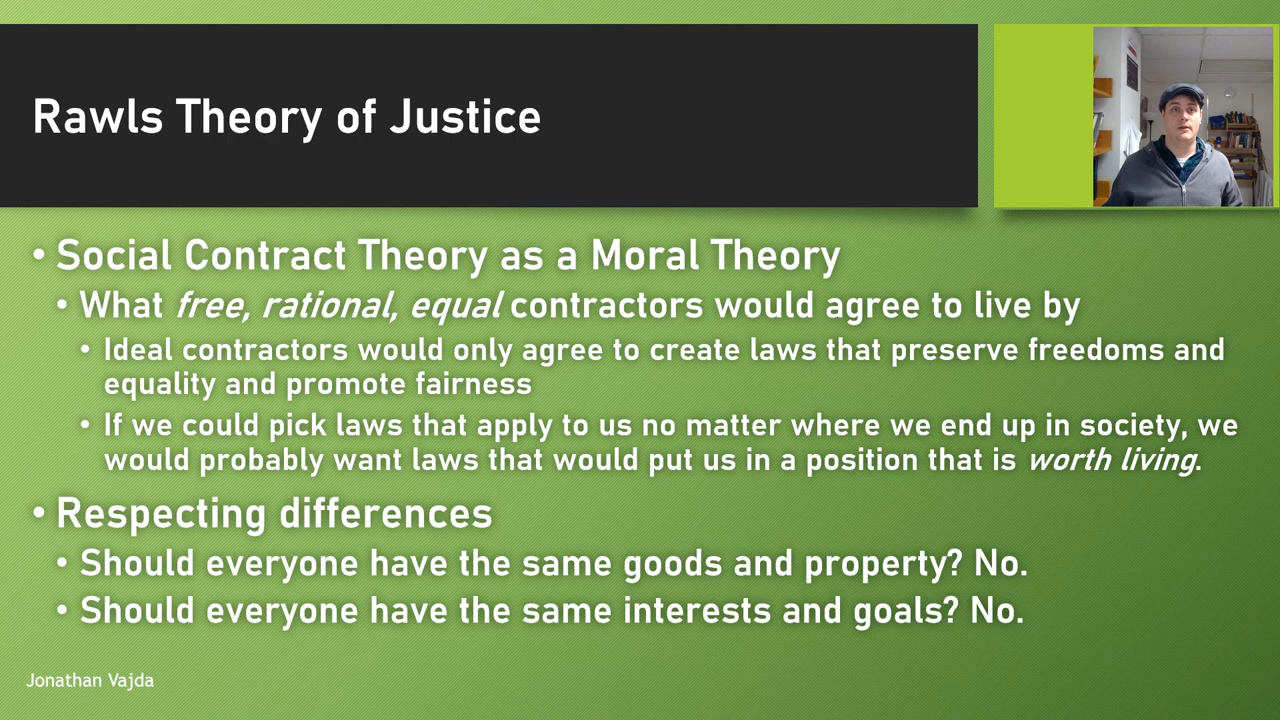 Rawls Theory of Justice
• Social Contract Theory as a Moral Theory
• What free, rational, equal contractors would agree to live by
• Ideal contractors would only agree to create laws that preserve freedoms and
equality and promote fairness
• If we could pick laws that apply to us no matter where we end up in society, we
would probably want laws that would put us in a position that is worth living.
• Respecting differences
• Should everyone have the same goods and property? No.
• Should everyone have the same interests and goals? No.
Jonathan Vajda